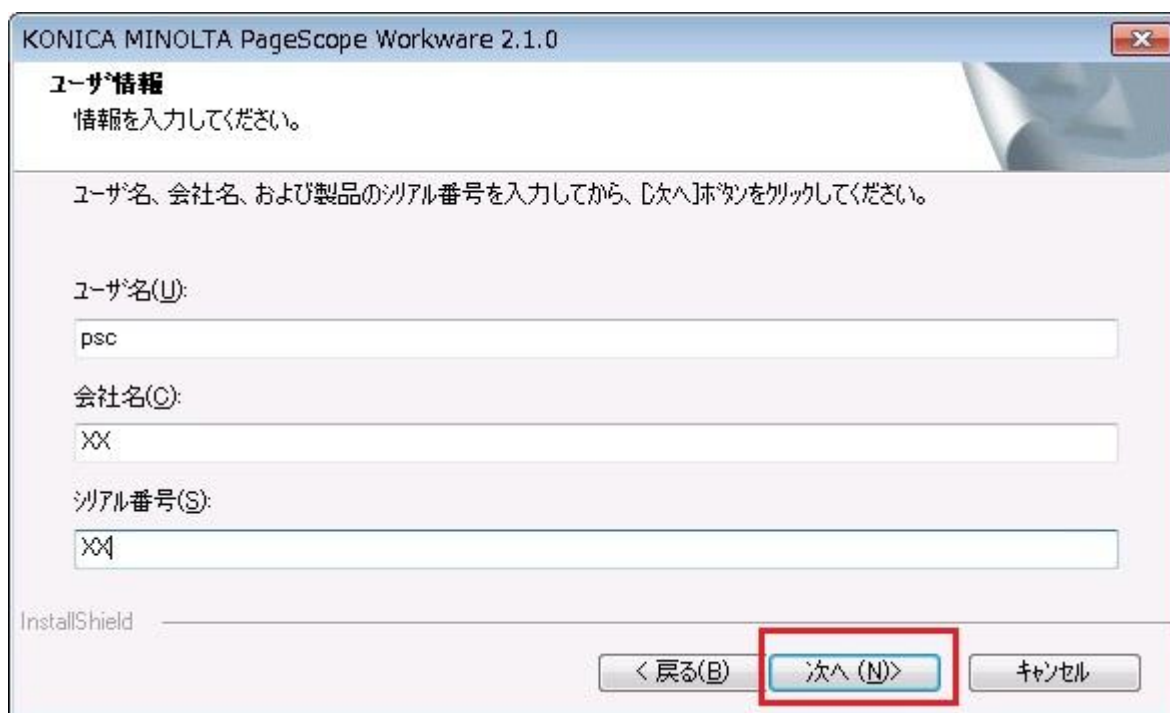 KONICA MINOLTA PageScope Workware 2.1.0
ﾕｰｻﾞ情報
情報を入力してください。
ﾕｰｻﾞ名、会社名、および製品のｼﾘｱﾙ番号を入力してから、[次へ]ﾎﾞﾀﾝをｸﾘｯｸしてください。
ﾕｰｻﾞ名(U):
psc
会社名(C):
XX
ｼﾘｱﾙ番号(S):
XX
InstallShield
< 戻る(B)
次へ (N)>
ｷｬﾝｾﾙ